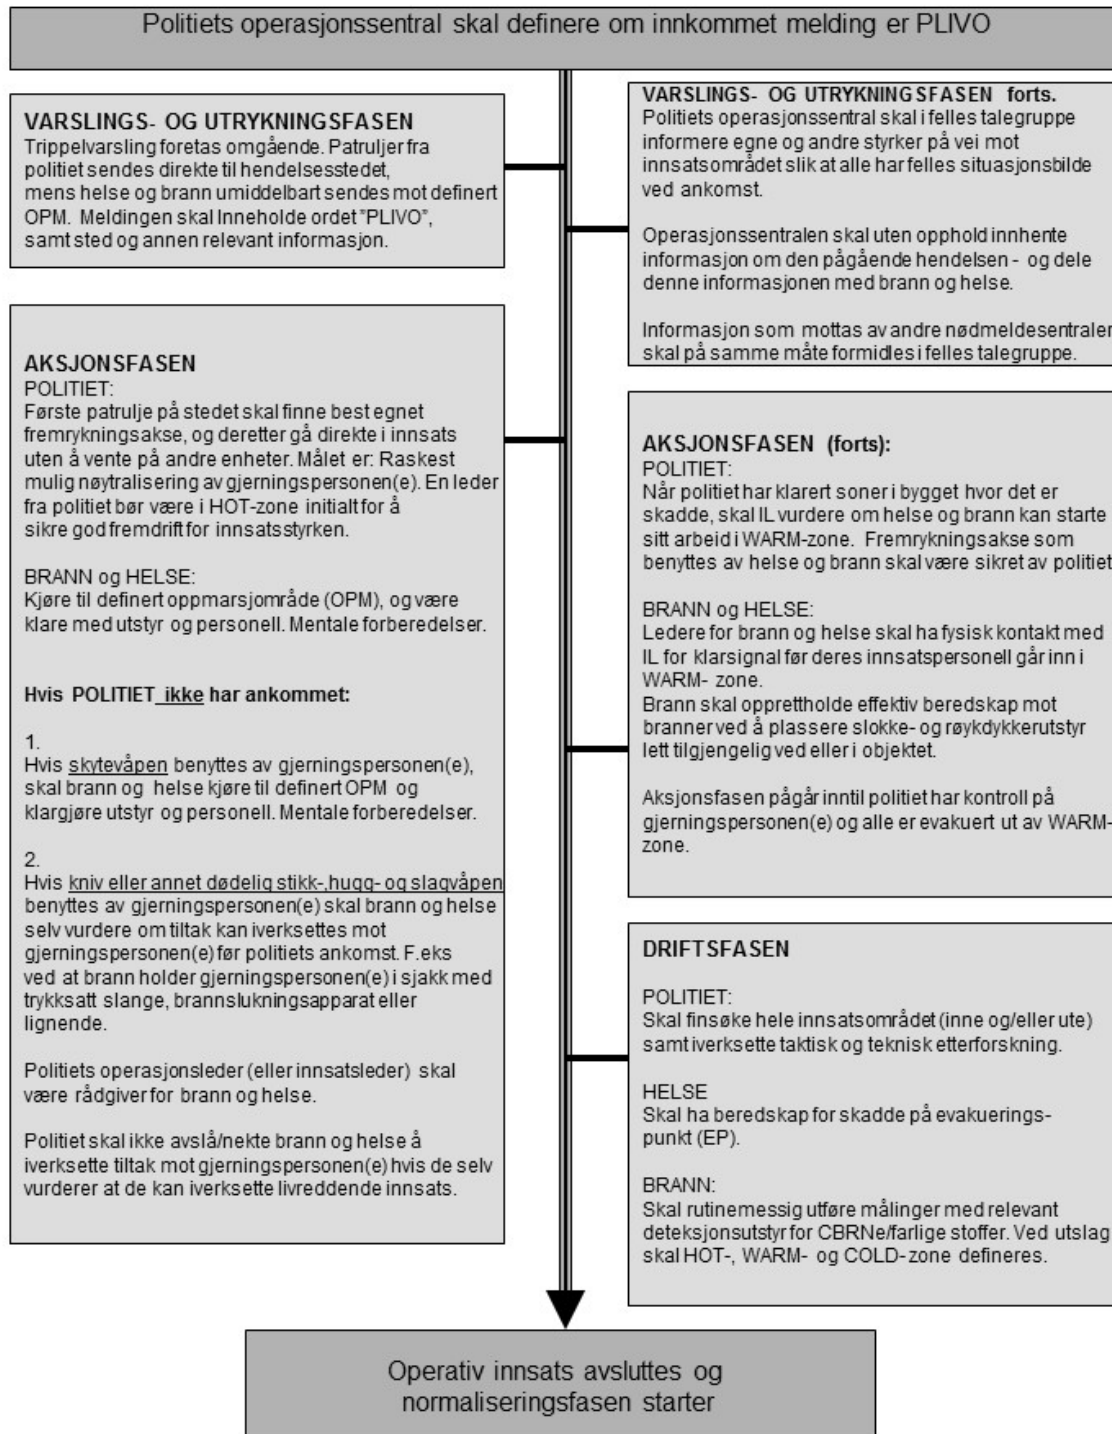 Politiets operasjonssentral skal definere om innkommet melding er PLIVO
VARSLINGS- OG UTRYKNINGSFASEN
Trippelvarsling foretas omgående. Patruljer fra
politiet sendes direkte til hendelsesstedet,
mens helse og brann umiddelbart sendes mot definert
OPM. Meldingen skal Inneholde ordet "PLIVO",
samt sted og annen relevant informasjon.
VARSLINGS- OG UTRYKNINGSFASEN forts.
Politiets operasjonssentral skal i felles talegruppe
informere egne og andre styrker på vei mot
innsatsområdet slik at alle har felles situasjonsbilde
ved ankomst.
Operasjonssentralen skal uten opphold innhente
informasjon om den pågående hendelsen - og dele
denne informasjonen med brann og helse.
Informasjon som mottas av andre nødmeldesentraler
skal på samme måte formidles i felles talegruppe.
AKSJONSFASEN
POLITIET:
Første patrulje på stedet skal finne best egnet
fremrykningsakse, og deretter gå direkte i innsats
uten å vente på andre enheter. Målet er: Raskest
mulig nøytralisering av gjerningspersonen(e). En leder
fra politiet bør være i HOT-zone initialt for å
sikre god fremdrift for innsatsstyrken.
BRANN og HELSE:
Kjøre til definert oppmarsjområde (OPM), og være
klare med utstyr og personell. Mentale forberedelser.
Hvis POLITIET ikke har ankommet:
1.
Hvis skytevåpen benyttes av gjerningspersonen(e),
skal brann og helse kjøre til definert OPM og
klargjøre utstyr og personell. Mentale forberedelser.
2.
Hvis kniv eller annet dødelig stikk-,hugg- og slagvåpen
benyttes av gjerningspersonen(e) skal brann og helse
selv vurdere om tiltak kan iverksettes mot
gjerningspersonen(e) før politiets ankomst. F.eks
ved at brann holder gjerningspersonen(e) i sjakk med
trykksatt slange, brannslukningsapparat eller
lignende.
Politiets operasjonsleder (eller innsatsleder) skal
være rådgiver for brann og helse.
Politiet skal ikke avslå/nekte brann og helse å
iverksette tiltak mot gjerningspersonen(e) hvis de selv
vurderer at de kan iverksette livreddende innsats.
AKSJONSFASEN (forts):
POLITIET:
Når politiet har klarert soner i bygget hvor det er
skadde, skal IL vurdere om helse og brann kan starte
sitt arbeid i WARM-zone. Fremrykningsakse som
benyttes av helse og brann skal være sikret av politiet
BRANN og HELSE:
Ledere for brann og helse skal ha fysisk kontakt med
IL for klarsignal før deres innsatspersonell går inn i
WARM- zone.
Brann skal opprettholde effektiv beredskap mot
branner ved å plassere slokke- og røykdykkerutstyr
lett tilgjengelig ved eller i objektet.
Aksjonsfasen pågår inntil politiet har kontroll på
gjerningspersonen(e) og alle er evakuert ut av WARM-
zone.
DRIFTSFASEN
POLITIET:
Skal finsøke hele innsatsområdet (inne og/eller ute)
samt iverksette taktisk og teknisk etterforskning.
HELSE
Skal ha beredskap for skadde på evakuerings-
punkt (EP).
BRANN:
Skal rutinemessig utføre målinger med relevant
deteksjonsutstyr for CBRNe/farlige stoffer. Ved utslag
skal HOT-, WARM- og COLD-zone defineres.
Operativ innsats avsluttes og
normaliseringsfasen starter